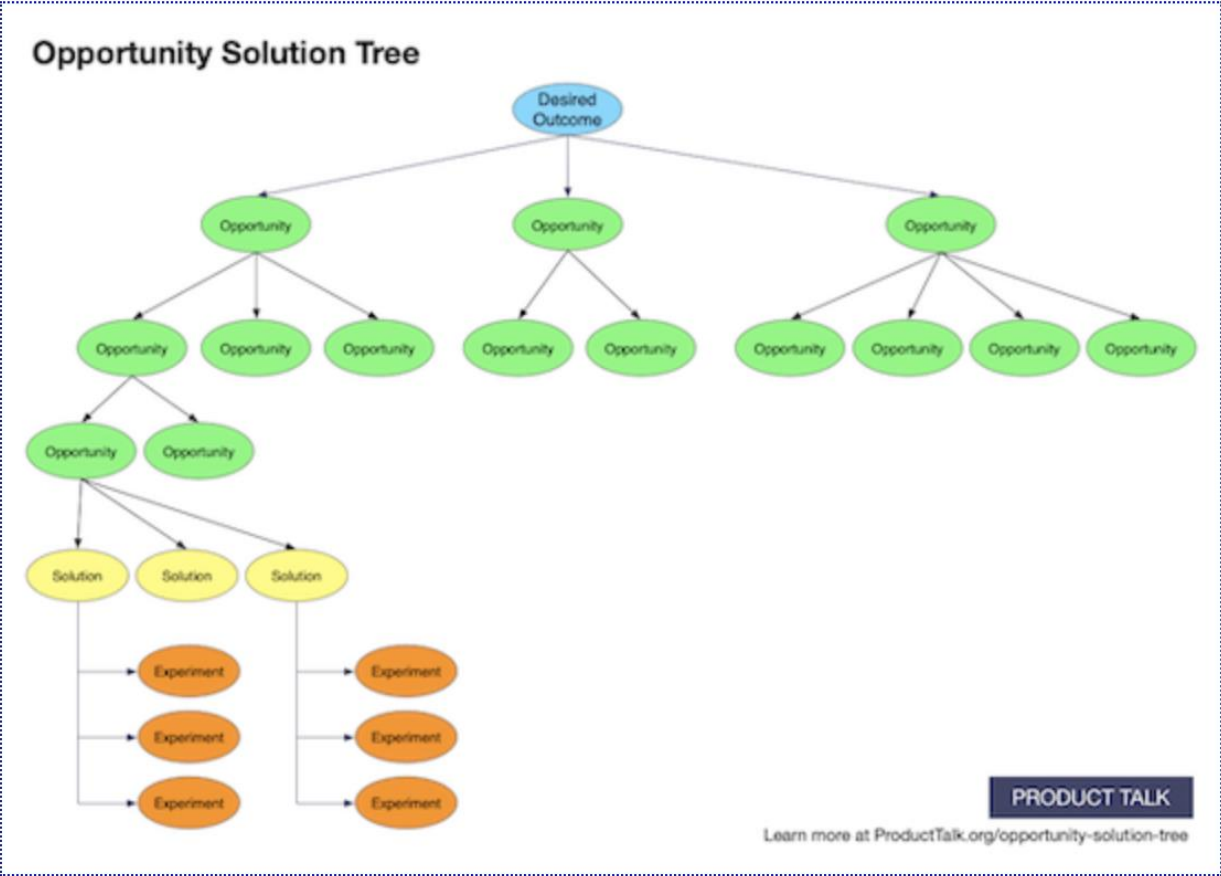 Opportunity Solution Tree
Desired
Outcome
Opportunity
Opportunity
Opportunity
Opportunity
Opportunity
Opportunity
Opportunity
Opportunity
Opportunity
Opportunity
Opportunity
Opportunity
Opportunity
Opportunity
Solution
Solution
Solution
Experiment
Experiment
Experiment
Experiment
Experiment
Experiment
PRODUCT TALK
Learn more at ProductTalk.org/opportunity-solution-tree